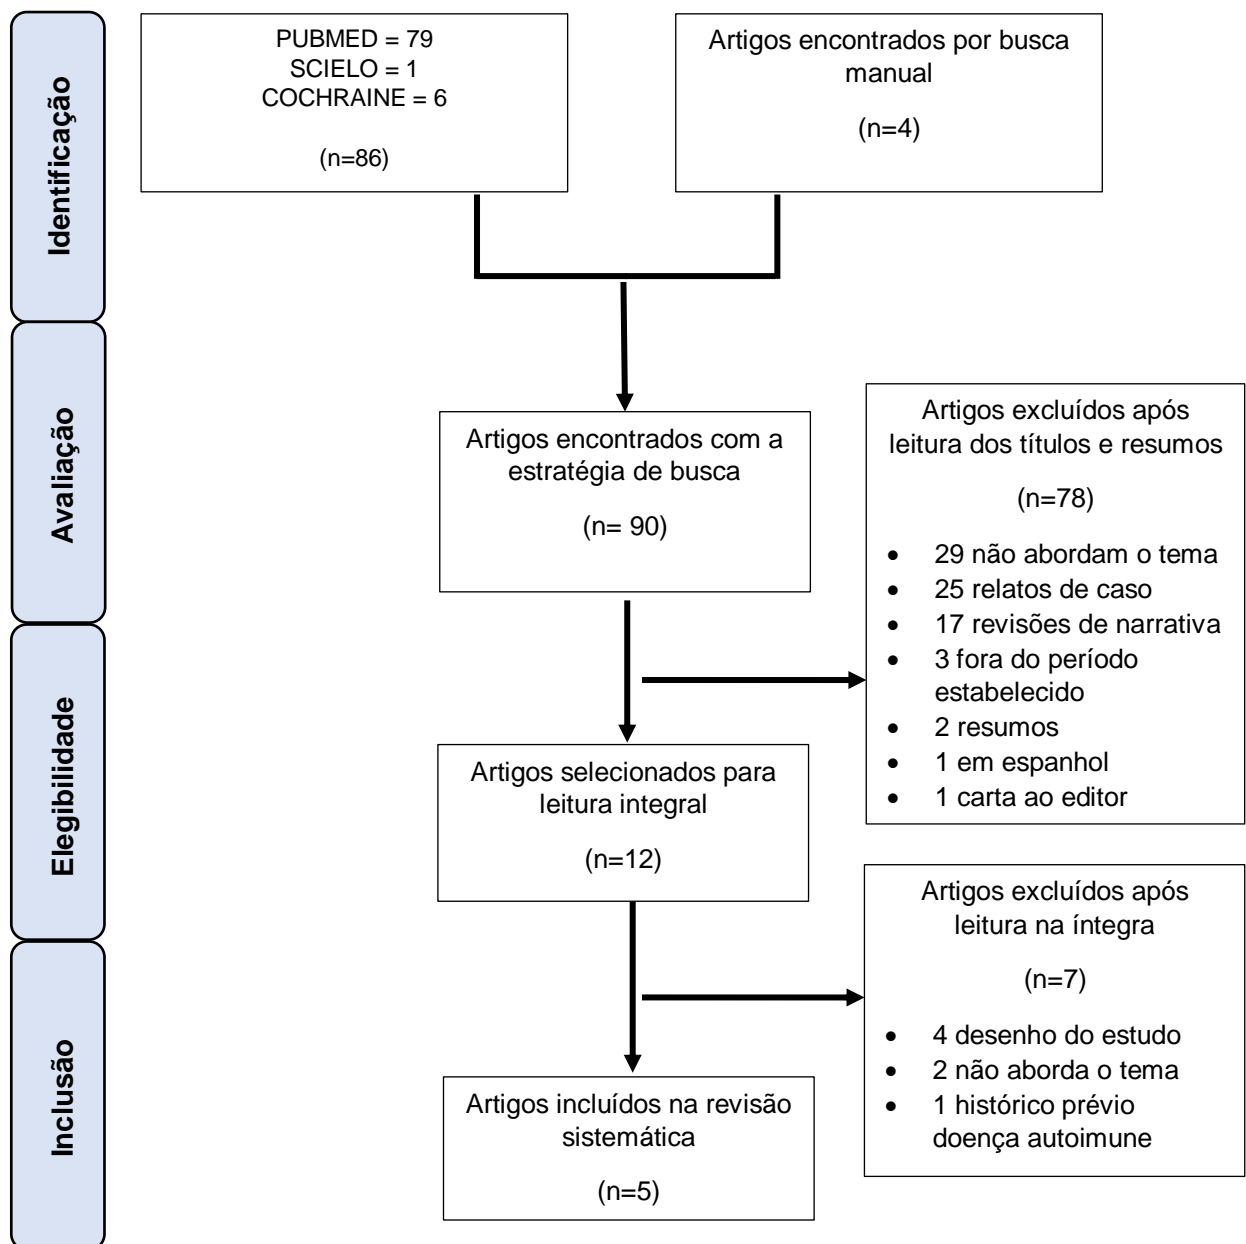 Identificação
PUBMED = 79
SCIELO = 1
COCHRAINE = 6
(n=86)
Artigos encontrados por busca
manual
(n=4)
Avaliação
Artigos encontrados com a
estratégia de busca
(n= 90)
Artigos excluídos após
leitura dos títulos e resumos
(n=78)
• 29 não abordam o tema
• 25 relatos de caso
• 17 revisões de narrativa
• 3 fora do período
estabelecido
• 2 resumos
• 1 em espanhol
• 1 carta ao editor
Elegibilidade
Artigos selecionados para
leitura integral
(n=12)
Artigos excluídos após
leitura na íntegra
(n=7)
• 4 desenho do estudo
• 2 não aborda o tema
• 1 histórico prévio
doença autoimune
Inclusão
Artigos incluídos na revisão
sistemática
(n=5)